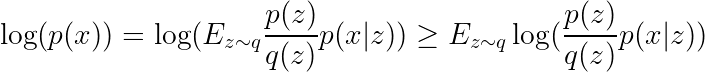 log(p(x)) = log(E_{z∼q} \frac{p(z)}{q(z)} p(x|z)) ≥ E_{z∼q} log(\frac{p(z)}{q(z)} p(x|z))